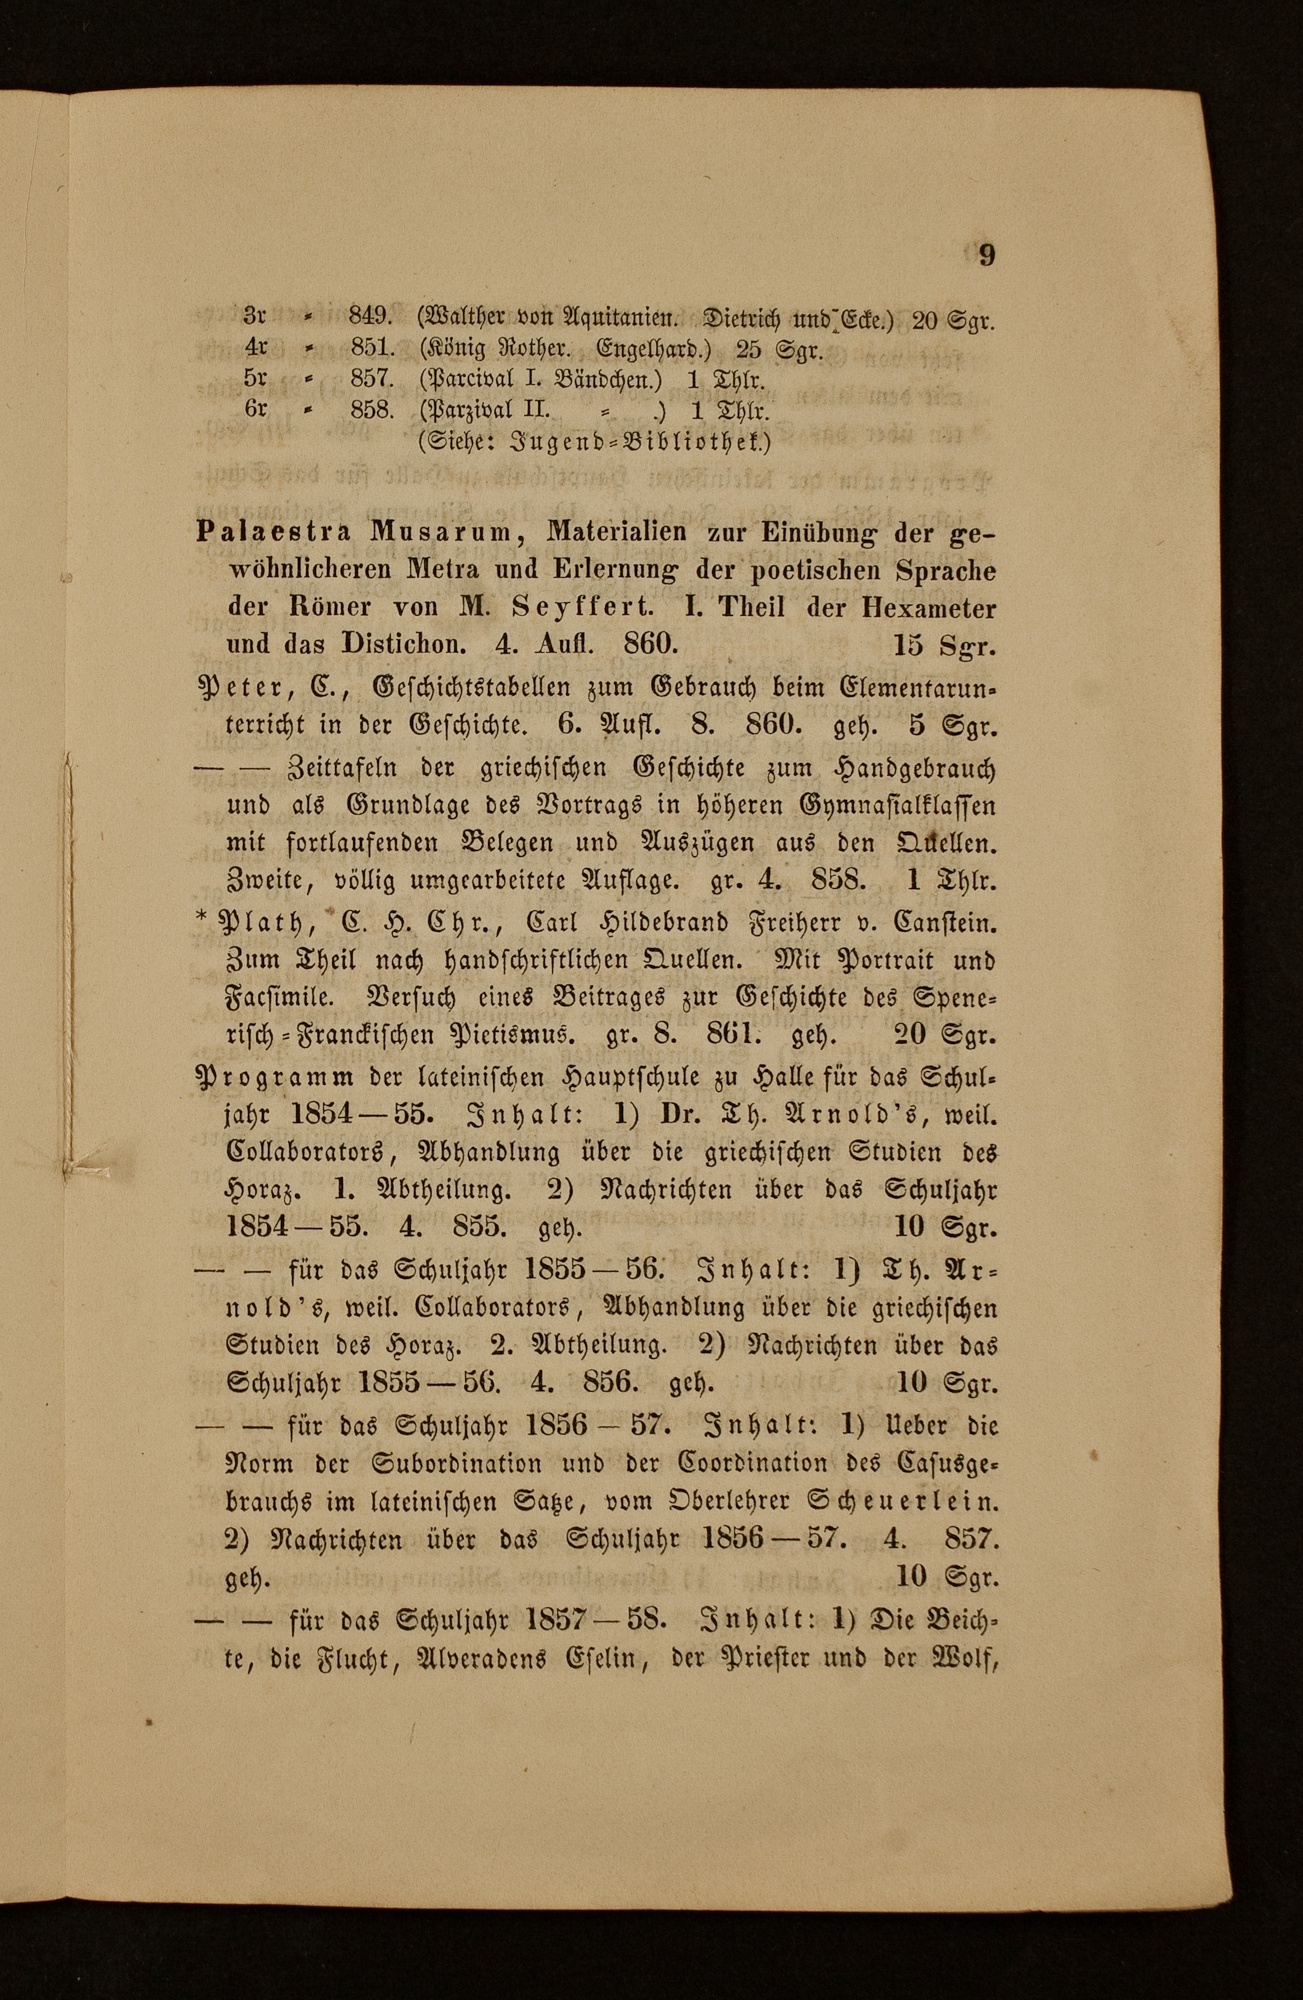 9
3r = 849. (Walther von Aquitanien. Dietrich und Ecke.) 20 Sgr.
4r = 851. (König Rother. Engelhard.) 25 Sgr.
5r = 857. (Parcival I. Bändchen.) 1 Thlr.
6r = 858. (Parzival II. = .) 1 Thlr.
(Siehe: Jugend=Bibliothek.)
Palaestra Musarum, Materialien zur Einübung der ge-
wöhnlicheren Metra und Erlernung der poetischen Sprache
der Römer von M. Seyffert. I. Theil der Hexameter
und das Distichon. 4. Aufl. 860. 15 Sgr.
Peter, C., Geschichtstabellen zum Gebrauch beim Elementarun=
terricht in der Geschichte. 6. Aufl. 8. 860. geh. 5 Sgr.
— — Zeittafeln der griechischen Geschichte zum Handgebrauch
und als Grundlage des Vortrags in höheren Gymnasialklassen
mit fortlaufenden Belegen und Auszügen aus den Quellen.
Zweite, völlig umgearbeitete Auflage. gr. 4. 858. 1 Thlr.
* Plath, C. H. Chr., Carl Hildebrand Freiherr v. Canstein.
Zum Theil nach handschriftlichen Quellen. Mit Portrait und
Facsimile. Versuch eines Beitrages zur Geschichte des Spene=
risch=Franckischen Pietismus. gr. 8. 861. geh. 20 Sgr.
Programm der lateinischen Hauptschule zu Halle für das Schul=
jahr 1854—55. Inhalt: 1) Dr. Th. Arnold's, weil.
Collaborators, Abhandlung über die griechischen Studien des
Horaz. 1. Abtheilung. 2) Nachrichten über das Schuljahr
1854—55. 4. 855. geh. 10 Sgr.
— — für das Schuljahr 1855—56. Inhalt: 1) Th. Ar=
nold's, weil. Collaborators, Abhandlung über die griechischen
Studien des Horaz. 2. Abtheilung. 2) Nachrichten über das
Schuljahr 1855—56. 4. 856. geh. 10 Sgr.
— — für das Schuljahr 1856—57. Inhalt: 1) Ueber die
Norm der Subordination und der Coordination des Casusge=
brauchs im lateinischen Satze, vom Oberlehrer Scheuerlein.
2) Nachrichten über das Schuljahr 1856—57. 4. 857.
geh. 10 Sgr.
— — für das Schuljahr 1857—58. Inhalt: 1) Die Beich=
te, die Flucht, Alveradens Eselin, der Priester und der Wolf,